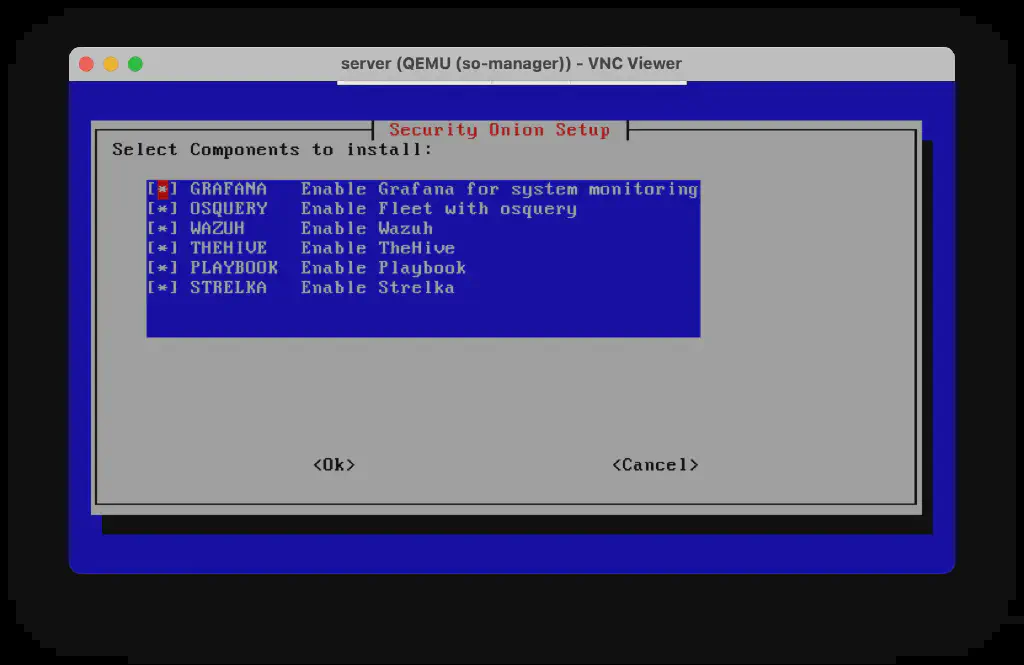 server (QEMU (so-manager)) - VNC Viewer
Security Onion Setup
Select Components to install:
[*] GRAFANA Enable Grafana for system monitoring
[*] OSQUERY Enable Fleet with osquery
[*] WAZUH Enable Wazuh
[*] THEHIVE Enable TheHive
[*] PLAYBOOK Enable Playbook
[*] STRELKA Enable Strelka
<Ok> <Cancel>